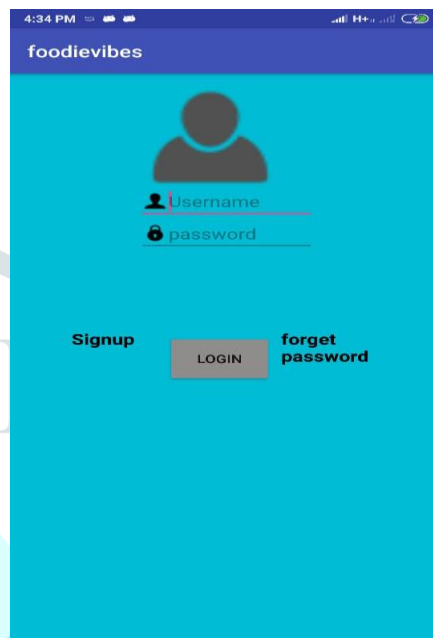 4:34 PM H+
foodievibes
Username
password
Signup
LOGIN
forget
password